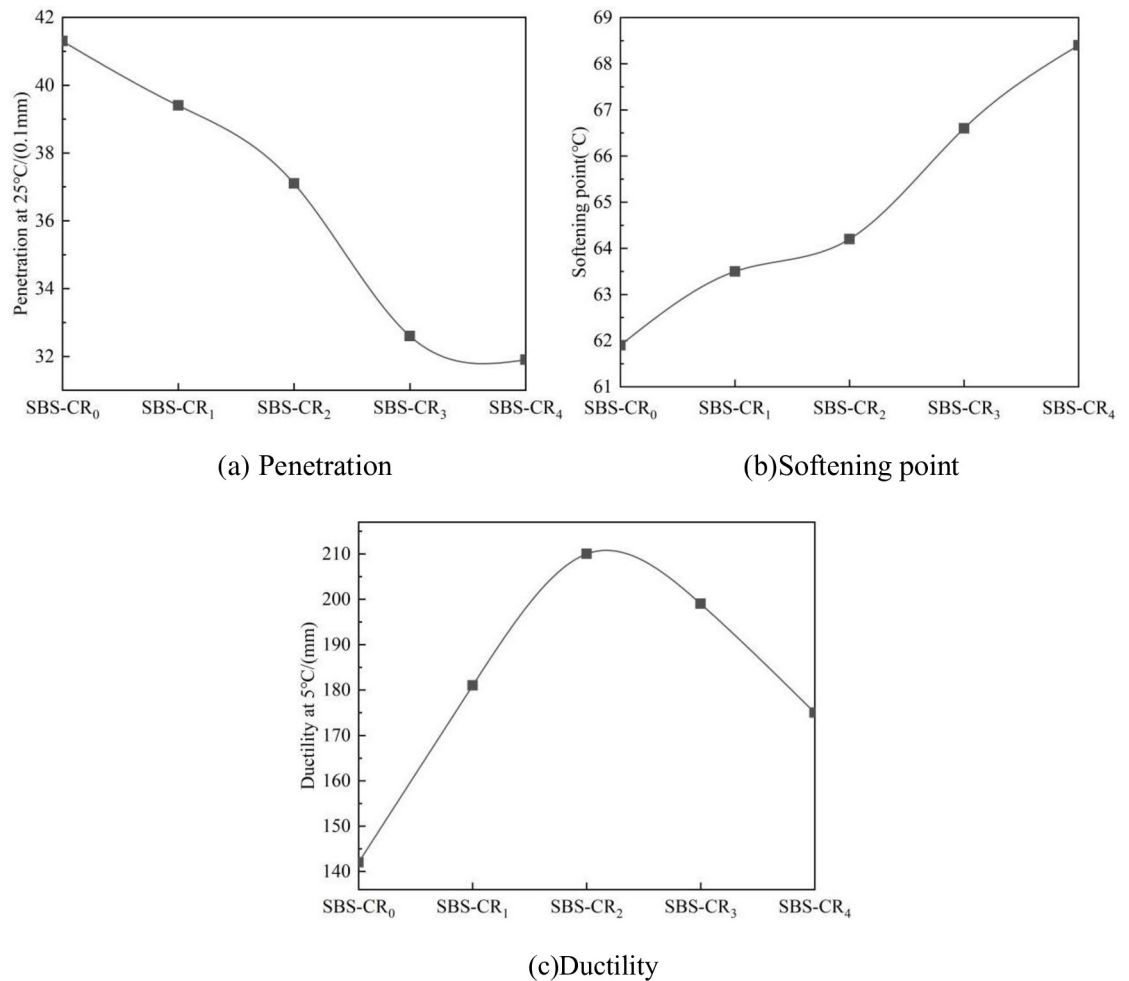 42
40
38
36
34
32
Penetration at 25℃/(0.1mm)
SBS-CR₀ SBS-CR₁ SBS-CR₂ SBS-CR₃ SBS-CR₄
(a) Penetration
69
68
67
66
65
64
63
62
61
Softening point(℃)
SBS-CR₀ SBS-CR₁ SBS-CR₂ SBS-CR₃ SBS-CR₄
(b)Softening point
210
200
190
180
170
160
150
140
Ductility at 5℃/(mm)
SBS-CR₀ SBS-CR₁ SBS-CR₂ SBS-CR₃ SBS-CR₄
(c)Ductility